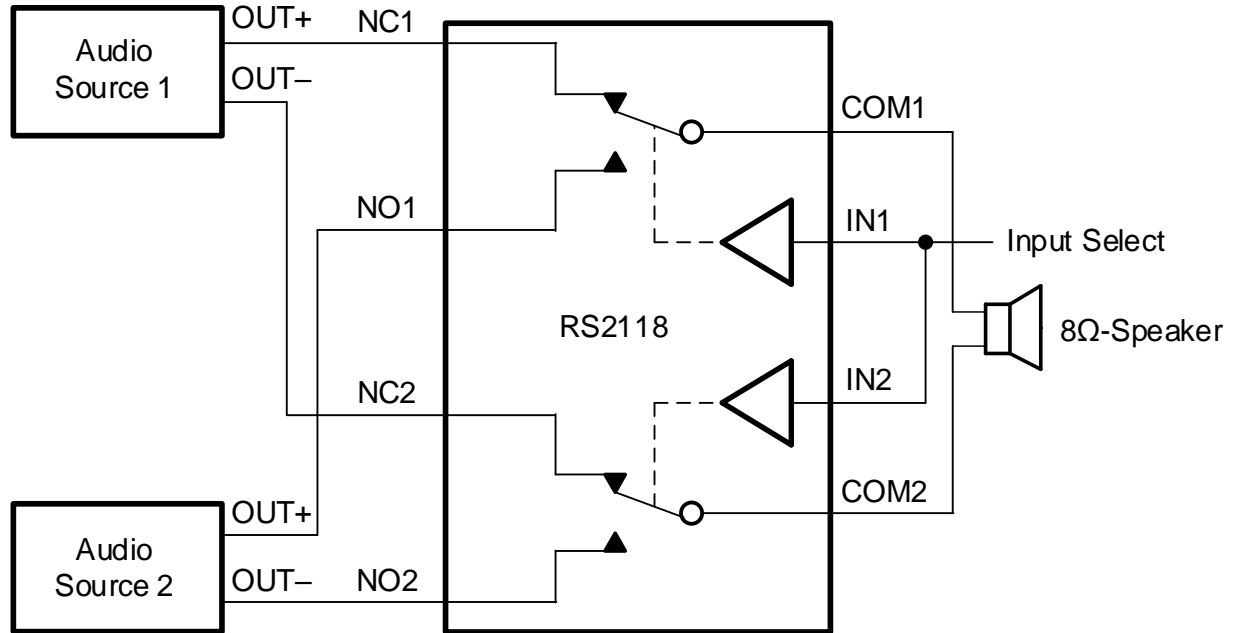 Audio
Source 1
OUT+
OUT–
NC1
NO1
NC2
NO2
Audio
Source 2
OUT+
OUT–
RS2118
COM1
IN1
IN2
COM2
Input Select
8Ω-Speaker